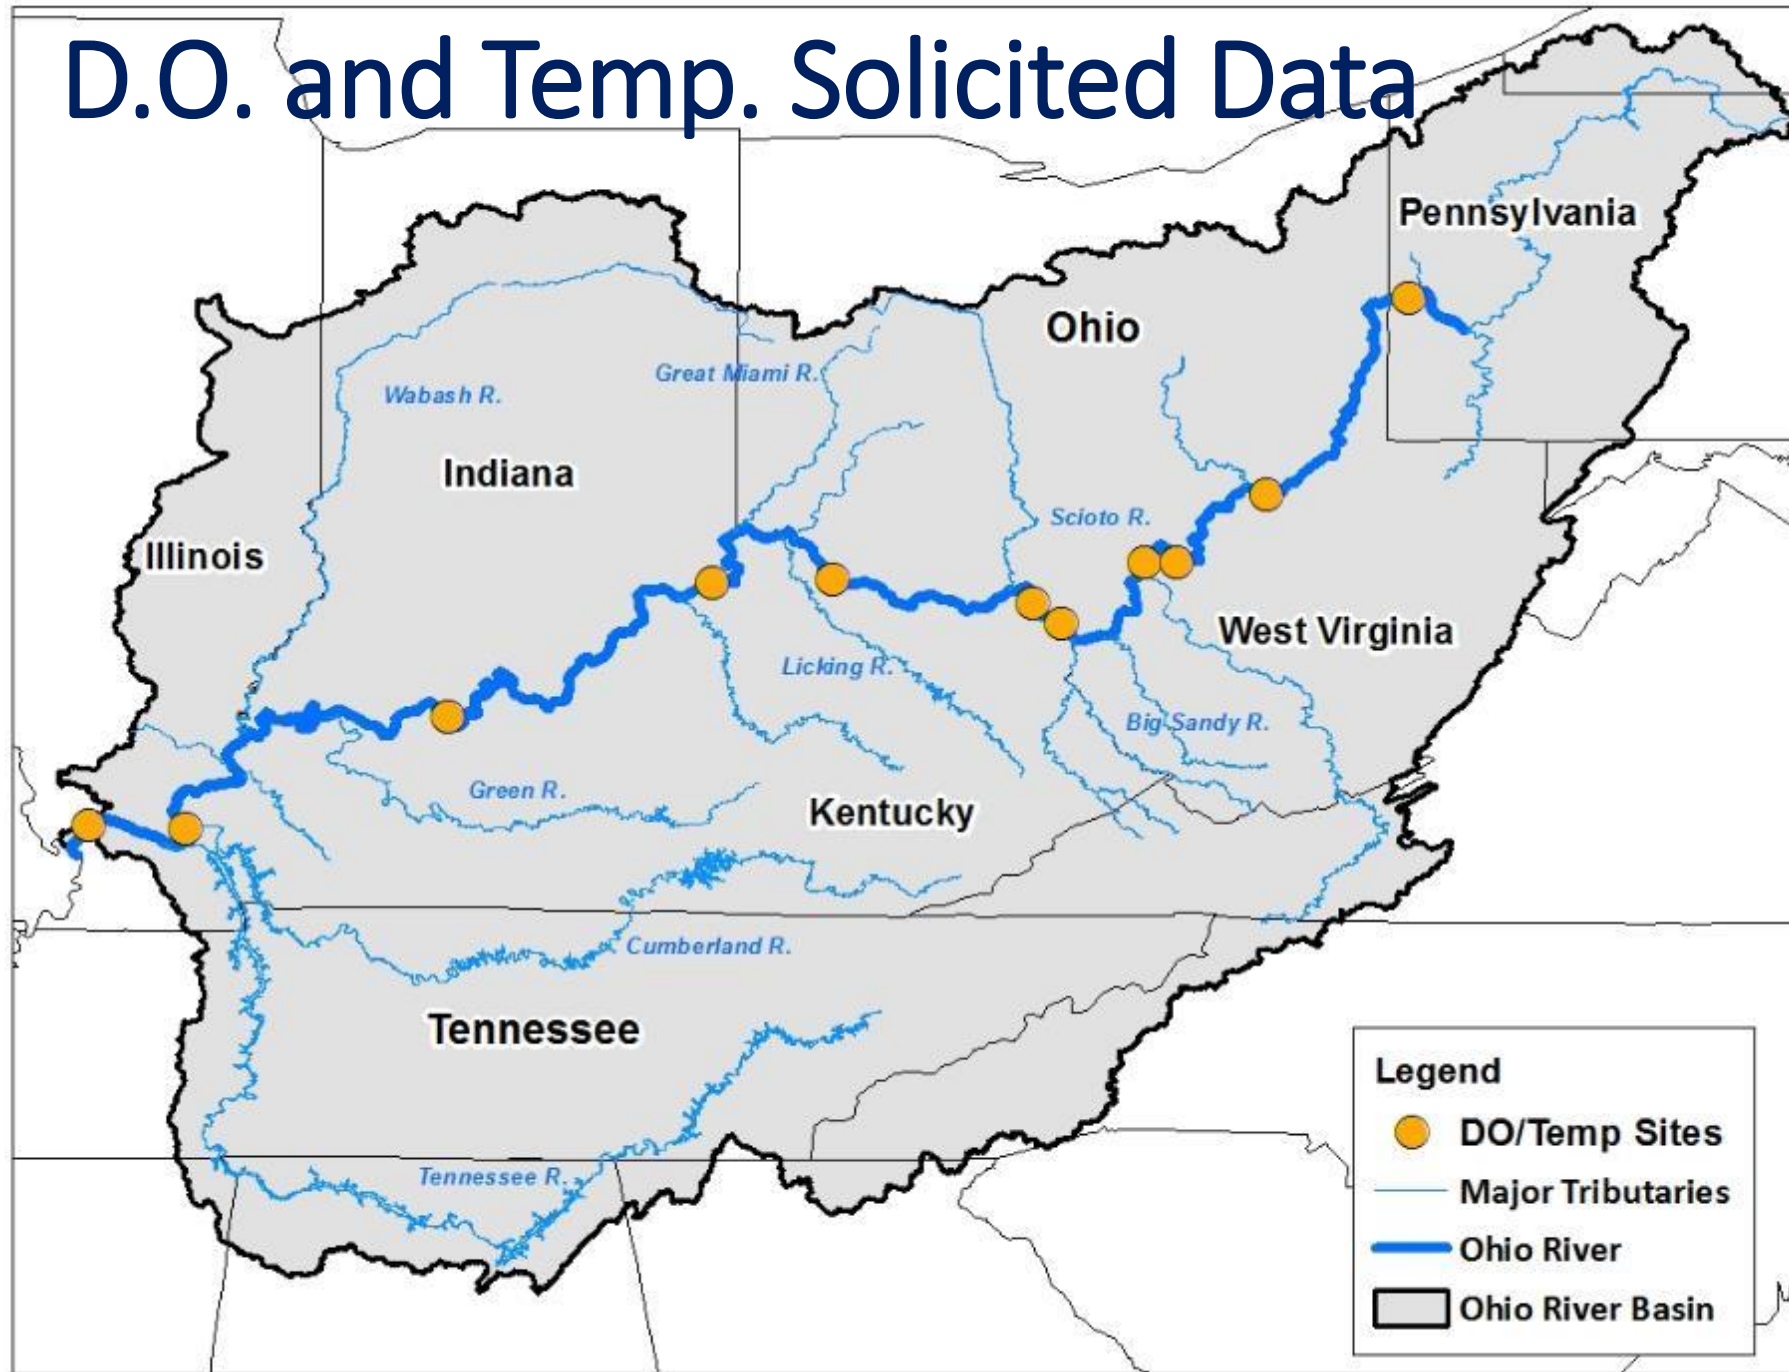 D.O. and Temp. Solicited Data
Pennsylvania
Ohio
Great Miami R.
Wabash R.
Indiana
Scioto R.
Illinois
West Virginia
Licking R.
Big Sandy R.
Green R.
Kentucky
Cumberland R.
Tennessee
Tennessee R.
Legend
DO/Temp Sites
Major Tributaries
Ohio River
Ohio River Basin